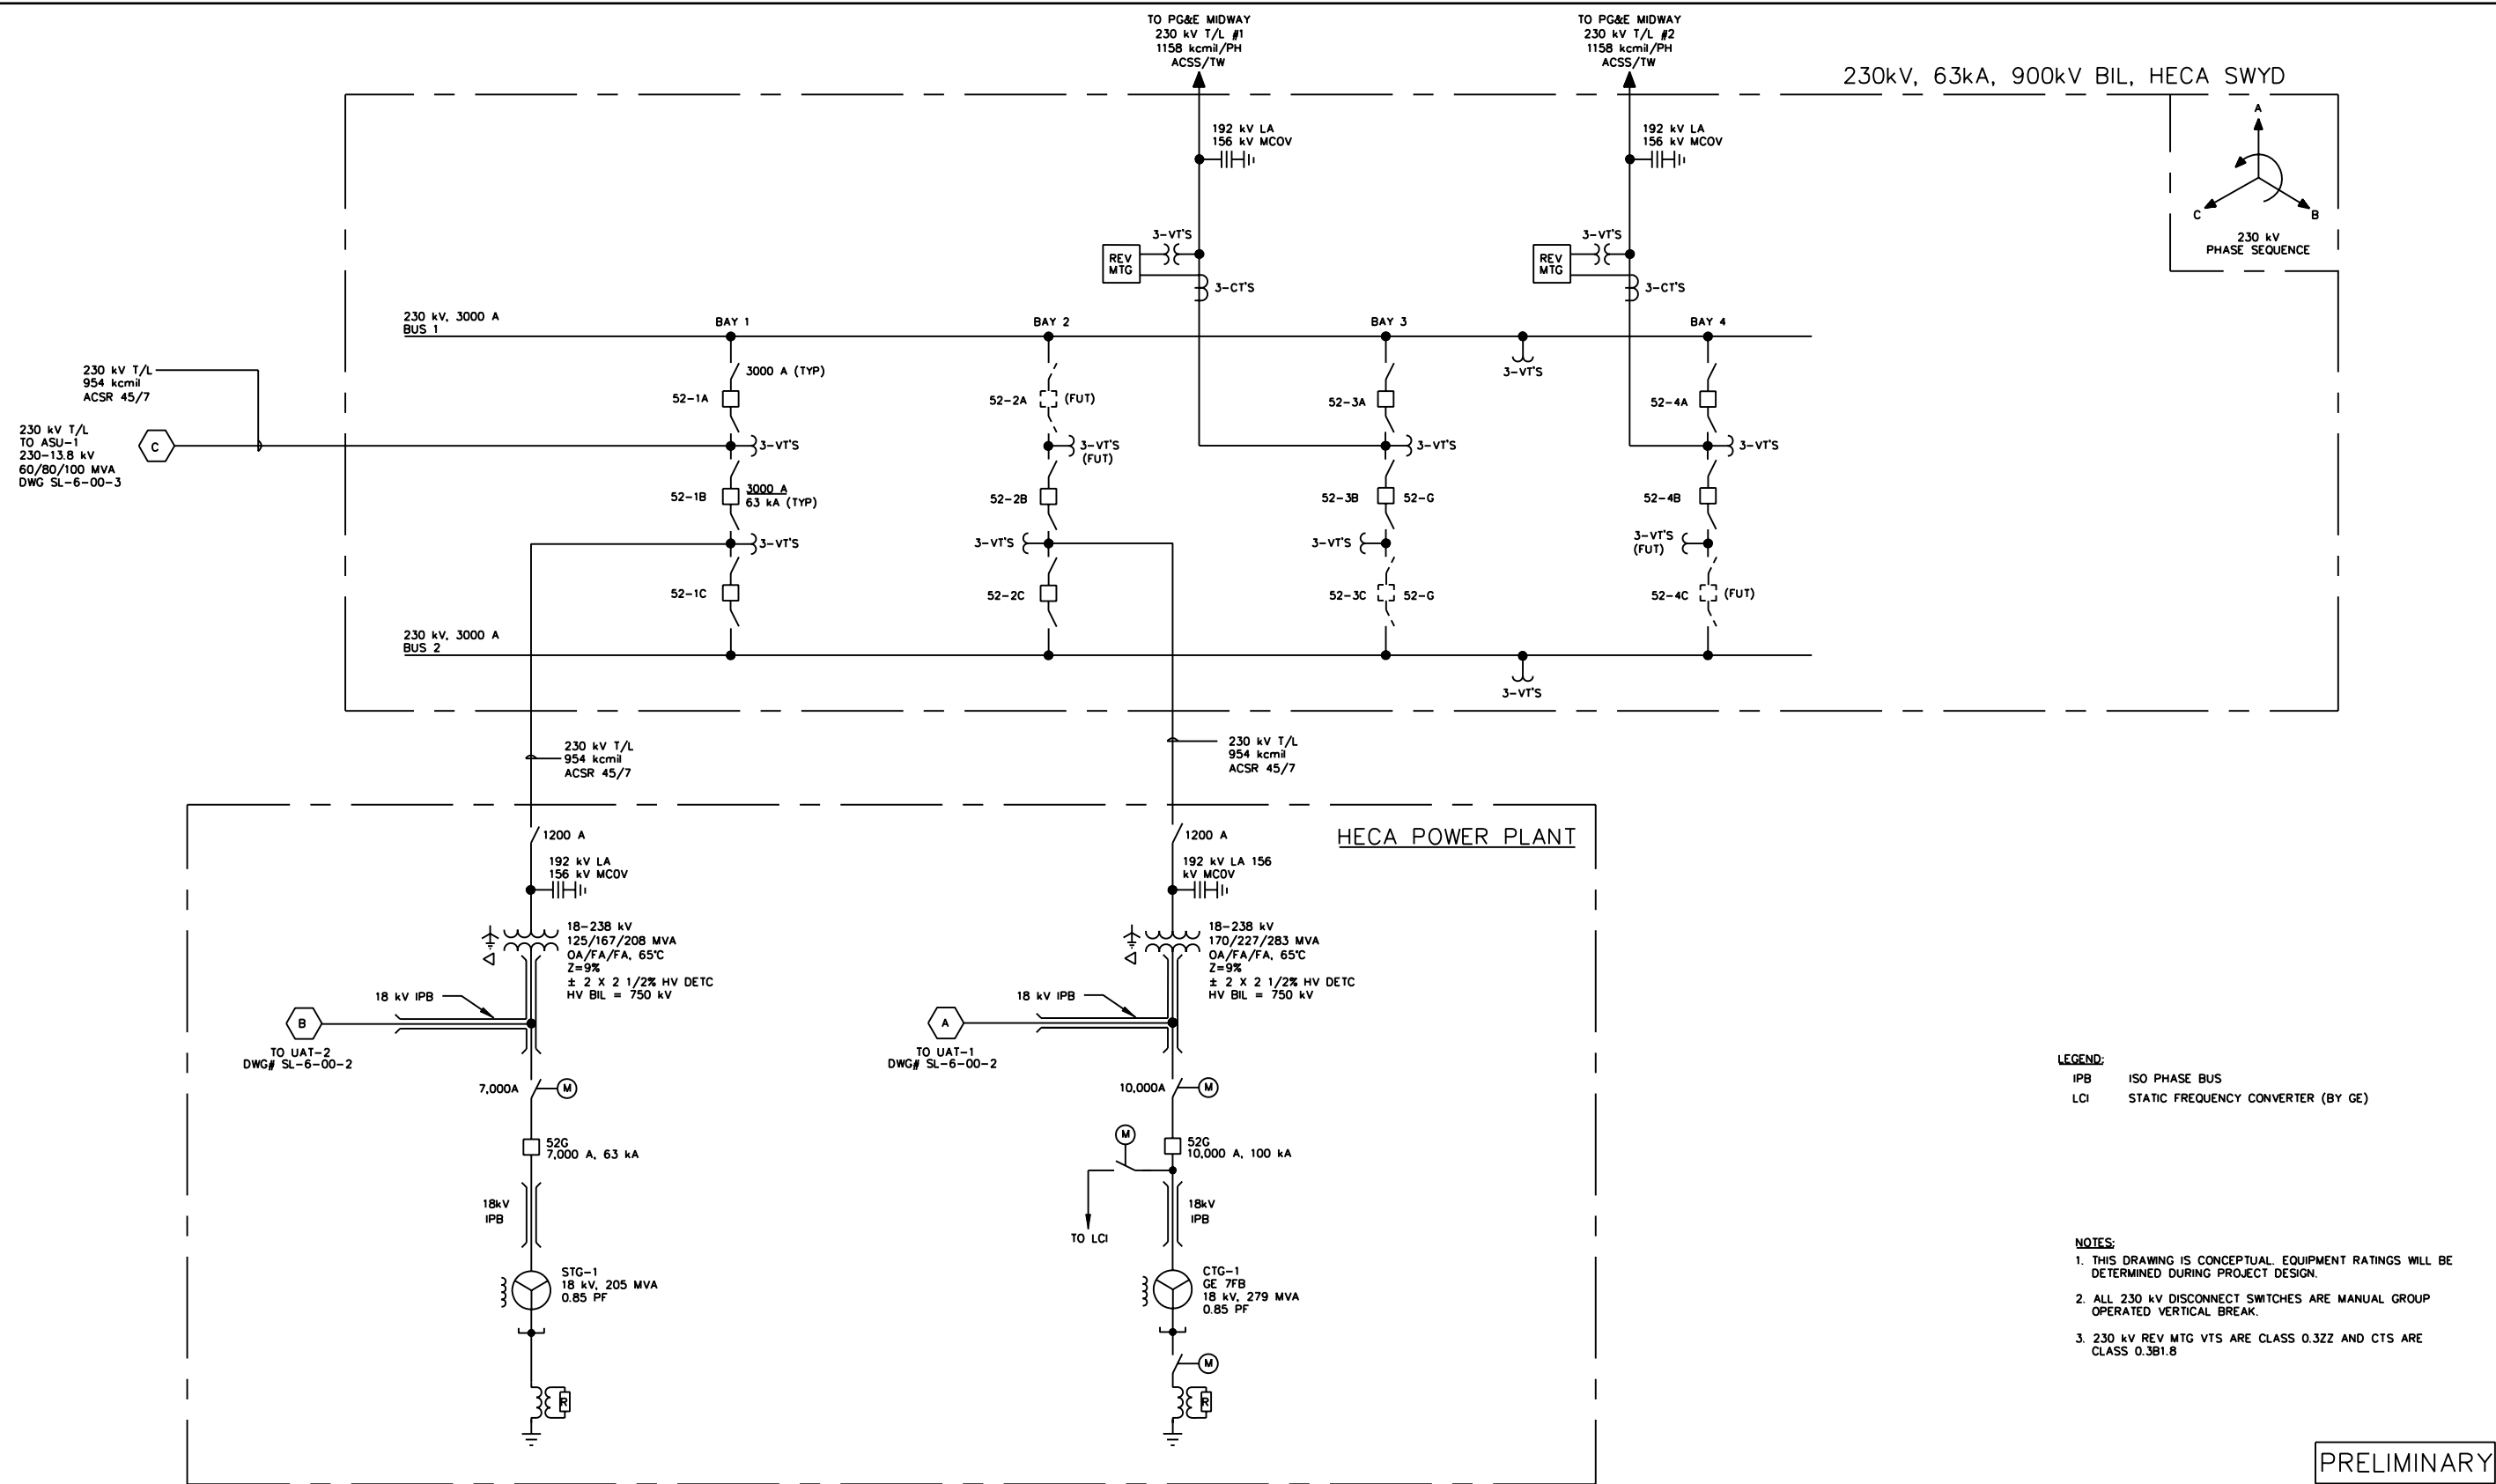 TO PG&E MIDWAY
230 kV T/L #1
1158 kcmil/PH
ACSS/TW
TO PG&E MIDWAY
230 kV T/L #2
1158 kcmil/PH
ACSS/TW
230kV, 63kA, 900kV BIL, HECA SWYD
192 kV LA
156 kV MCOV
192 kV LA
156 kV MCOV
A
C
B
230 kV
PHASE SEQUENCE
3-VT'S
REV
MTG
3-CT'S
3-VT'S
REV
MTG
3-CT'S
230 kV, 3000 A
BUS 1
BAY 1
BAY 2
BAY 3
BAY 4
3-VT'S
230 kV T/L
954 kcmil
ACSR 45/7
230 kV T/L
TO ASU-1
230-13.8 kV
60/80/100 MVA
DWG SL-6-00-3
C
3000 A (TYP)
52-1A
3-VT'S
52-1B
3000 A
63 kA (TYP)
3-VT'S
52-1C
52-2A
(FUT)
3-VT'S
(FUT)
52-2B
3-VT'S
52-2C
52-3A
3-VT'S
52-3B
52-G
3-VT'S
52-3C
52-G
52-4A
3-VT'S
52-4B
3-VT'S
(FUT)
52-4C
(FUT)
230 kV, 3000 A
BUS 2
3-VT'S
230 kV T/L
954 kcmil
ACSR 45/7
230 kV T/L
954 kcmil
ACSR 45/7
HECA POWER PLANT
1200 A
192 kV LA
156 kV MCOV
18-238 kV
125/167/208 MVA
OA/FA/FA, 65°C
Z=9%
± 2 X 2 1/2% HV DETC
HV BIL = 750 kV
18 kV IPB
B
TO UAT-2
DWG# SL-6-00-2
7,000A
M
52G
7,000 A, 63 kA
18kV
IPB
STG-1
18 kV, 205 MVA
0.85 PF
R
1200 A
192 kV LA 156
kV MCOV
18-238 kV
170/227/283 MVA
OA/FA/FA, 65°C
Z=9%
± 2 X 2 1/2% HV DETC
HV BIL = 750 kV
18 kV IPB
A
TO UAT-1
DWG# SL-6-00-2
10,000A
M
M
52G
10,000 A, 100 kA
TO LCI
18kV
IPB
CTG-1
GE 7FB
18 kV, 279 MVA
0.85 PF
M
R
LEGEND:
IPB ISO PHASE BUS
LCI STATIC FREQUENCY CONVERTER (BY GE)
NOTES:
1. THIS DRAWING IS CONCEPTUAL. EQUIPMENT RATINGS WILL BE
DETERMINED DURING PROJECT DESIGN.
2. ALL 230 kV DISCONNECT SWITCHES ARE MANUAL GROUP
OPERATED VERTICAL BREAK.
3. 230 kV REV MTG VTS ARE CLASS 0.3ZZ AND CTS ARE
CLASS 0.3B1.8
PRELIMINARY